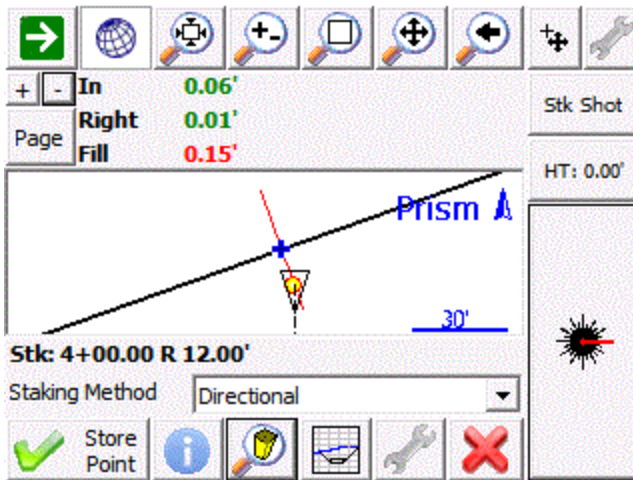 + - In 0.06'
Page Right 0.01'
Fill 0.15'
Stk Shot
HT: 0.00'
Prism
30'
Stk: 4+00.00 R 12.00'
Staking Method Directional
Store
Point